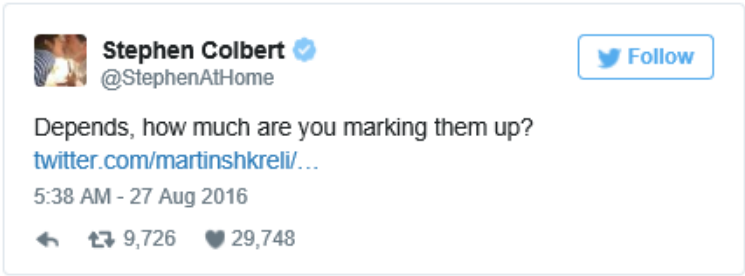 Stephen Colbert
@StephenAtHome
Follow
Depends, how much are you marking them up?
twitter.com/martinshkreli/…
5:38 AM - 27 Aug 2016
9,726 29,748